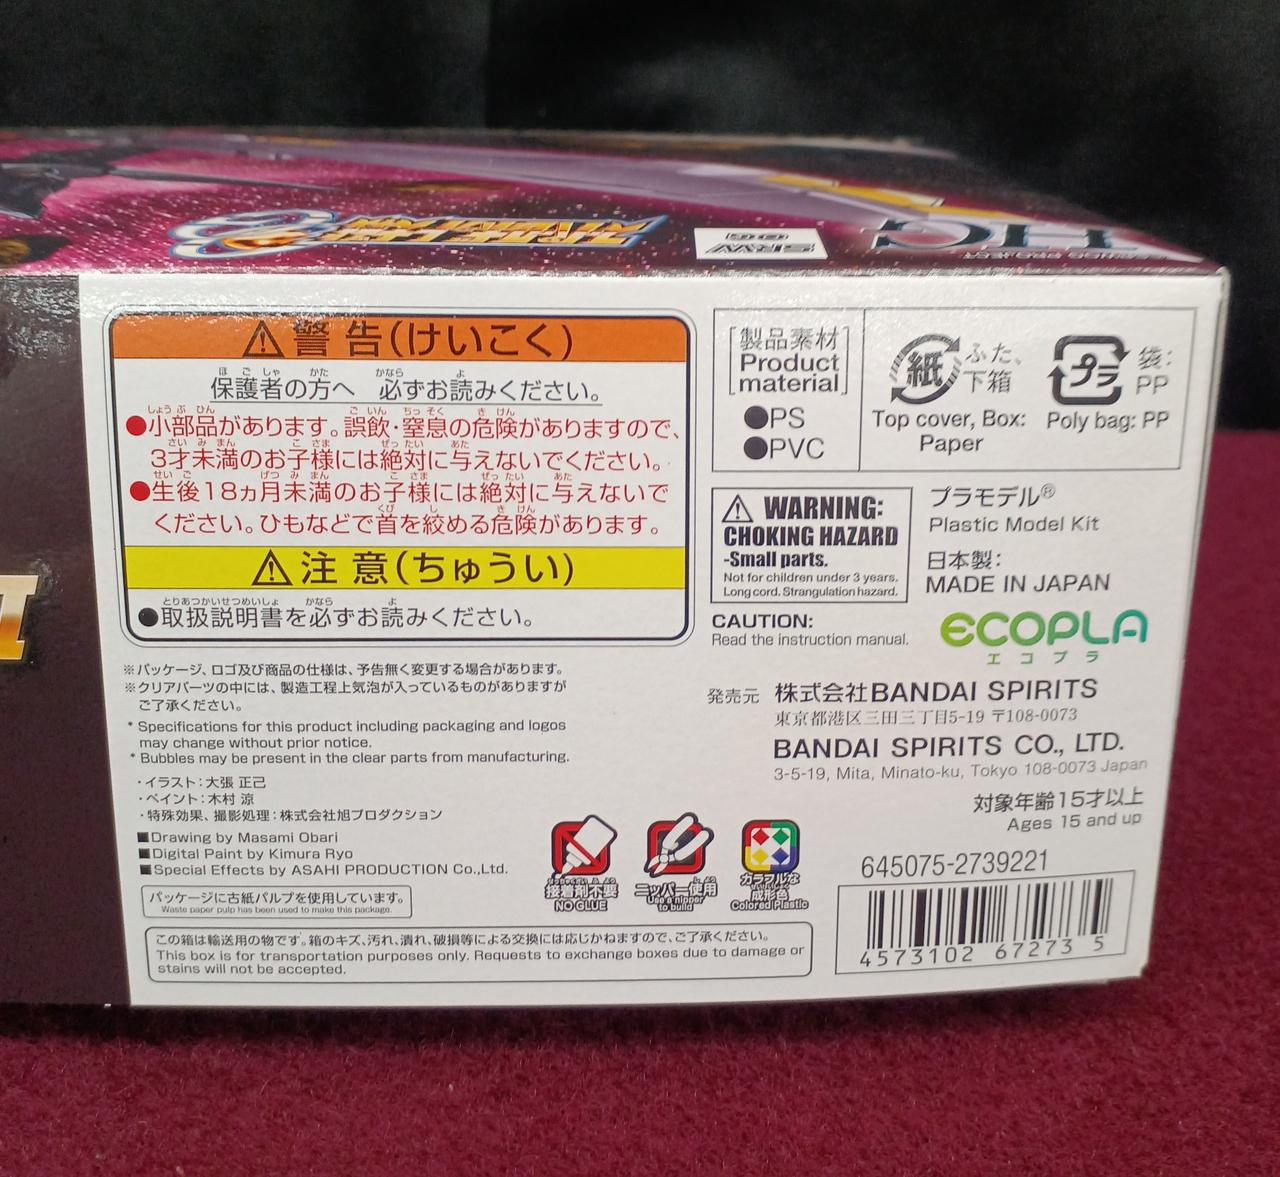 SRW
OG
HG
警告(けいこく)
保護者の方へ 必ずお読みください。
●小部品があります。誤飲・窒息の危険がありますので、
3才未満のお子様には絶対に与えないでください。
●生後18ヵ月未満のお子様には絶対に与えないで
ください。ひもなどで首を絞める危険があります。
注意(ちゅうい)
●取扱説明書を必ずお読みください。
※パッケージ、ロゴ及び商品の仕様は、予告無く変更する場合があります。
※クリアパーツの中には、製造工程上気泡が入っているものがありますが
ご了承ください。
* Specifications for this product including packaging and logos
may change without prior notice.
* Bubbles may be present in the clear parts from manufacturing.
・イラスト:大張 正己
・ペイント:木村 涼
・特殊効果、撮影処理:株式会社旭プロダクション
■Drawing by Masami Obari
■Digital Paint by Kimura Ryo
■Special Effects by ASAHI PRODUCTION Co.,Ltd.
パッケージに古紙パルプを使用しています。
Waste paper pulp has been used to make this package.
接着剤不要
NO GLUE
ニッパー使用
Use a nipper
to build
カラフルな
成形色
Colored Plastic
この箱は輸送用の物です。箱のキズ、汚れ、潰れ、破損等による交換には応じかねますので、ご了承ください。
This box is for transportation purposes only. Requests to exchange boxes due to damage or
stains will not be accepted.
[製品素材
Product
material]
●PS
●PVC
紙
ふた、
下箱
Top cover, Box:
Paper
プラ
袋:
PP
Poly bag: PP
WARNING:
CHOKING HAZARD
-Small parts.
Not for children under 3 years.
Long cord. Strangulation hazard.
CAUTION:
Read the instruction manual.
プラモデル®
Plastic Model Kit
日本製:
MADE IN JAPAN
ECOPLA
エコプラ
発売元 株式会社BANDAI SPIRITS
東京都港区三田三丁目5-19 〒108-0073
BANDAI SPIRITS CO., LTD.
3-5-19, Mita, Minato-ku, Tokyo 108-0073 Japan
対象年齢15才以上
Ages 15 and up
645075-2739221
4573102 67273 5